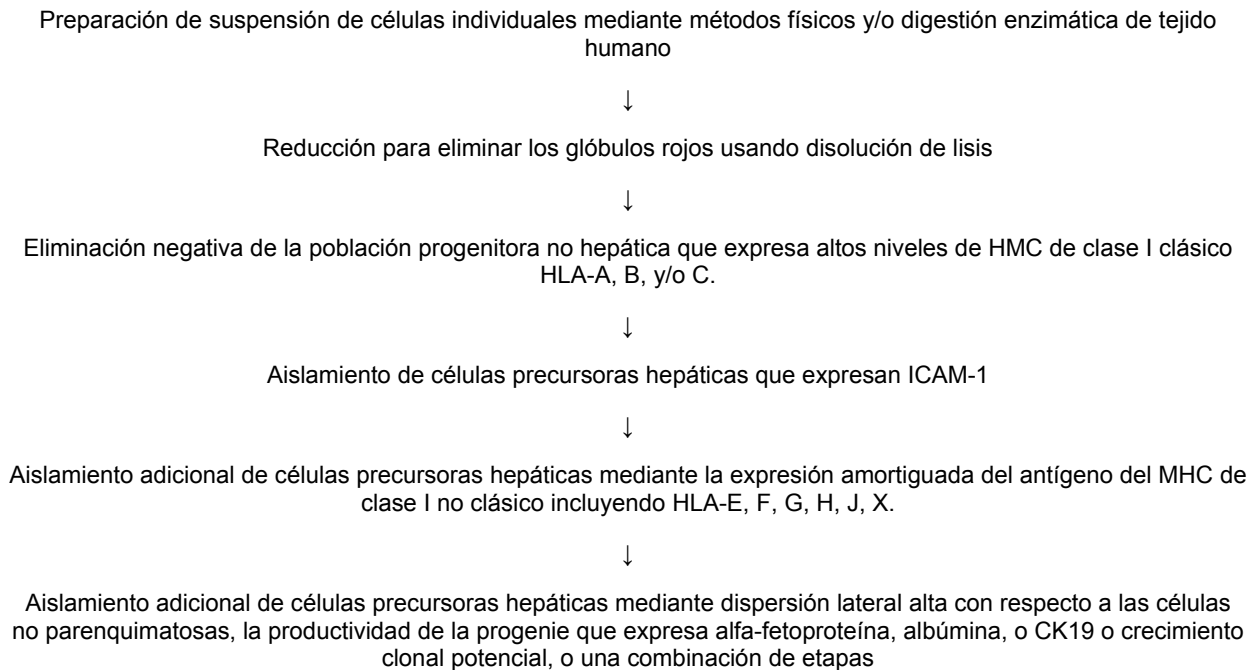 Preparación de suspensión de células individuales mediante métodos físicos y/o digestión enzimática de tejido
humano
↓
Reducción para eliminar los glóbulos rojos usando disolución de lisis
↓
Eliminación negativa de la población progenitora no hepática que expresa altos niveles de HMC de clase I clásico
HLA-A, B, y/o C.
↓
Aislamiento de células precursoras hepáticas que expresan ICAM-1
↓
Aislamiento adicional de células precursoras hepáticas mediante la expresión amortiguada del antígeno del MHC de
clase I no clásico incluyendo HLA-E, F, G, H, J, X.
↓
Aislamiento adicional de células precursoras hepáticas mediante dispersión lateral alta con respecto a las células
no parenquimatosas, la productividad de la progenie que expresa alfa-fetoproteína, albúmina, o CK19 o crecimiento
clonal potencial, o una combinación de etapas